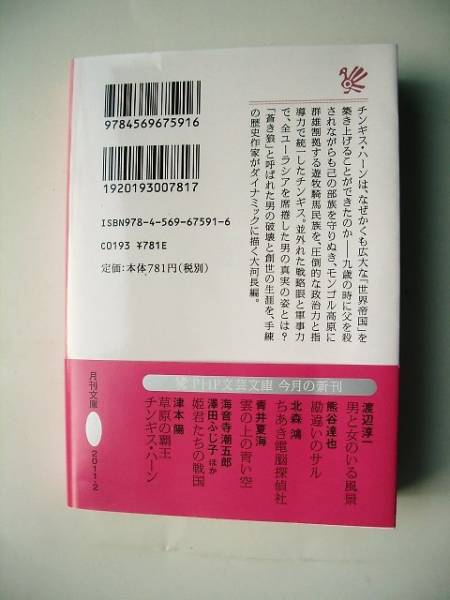 9784569675916
1920193007817
ISBN978-4-569-67591-6
C0193 ¥781E
定価:本体781円(税別)
チンギス・ハーンは、なぜかくも広大な「世界帝国」を
築き上げることができたのか――九歳の時に父を殺
されながらも己の部族を守りぬき、モンゴル高原に
群雄割拠する遊牧騎馬民族を、圧倒的な政治力と指
導力で統一したチンギス。並外れた戦略眼と軍事力
で、全ユーラシアを席捲した男の真実の姿とは?
「蒼き狼」と呼ばれた男の破壊と創世の生涯を、手練
の歴史作家がダイナミックに描く大河長編。
PHP文芸文庫 今月の新刊
渡辺淳一
男と女のいる風景
熊谷達也
勘違いのサル
北森 鴻
ちあき電脳探偵社
青井夏海
雲の上の青い空
海音寺潮五郎
澤田ふじ子 ほか
姫君たちの戦国
津本 陽
草原の覇王
チンギス・ハーン
月刊文庫
2011・2